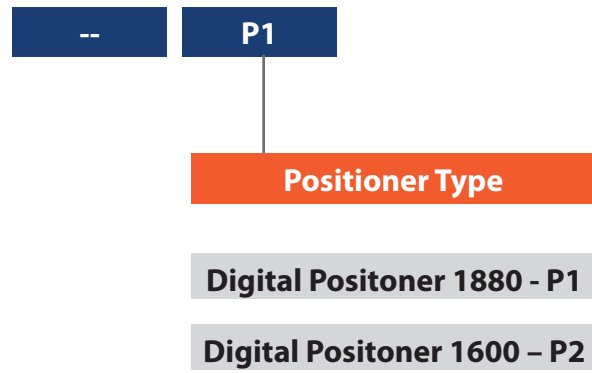 --
P1
Positioner Type
Digital Positoner 1880 - P1
Digital Positoner 1600 – P2